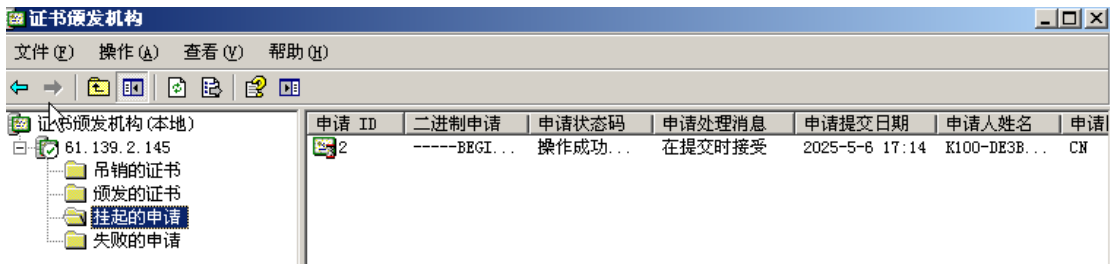 证书颁发机构
文件(F) 操作(A) 查看(V) 帮助(H)
证书颁发机构(本地)
61.139.2.145
吊销的证书
颁发的证书
挂起的申请
失败的申请
申请 ID 二进制申请 申请状态码 申请处理消息 申请提交日期 申请人姓名 申请
2 -----BEGI... 操作成功... 在提交时接受 2025-5-6 17:14 K100-DE3B... CN